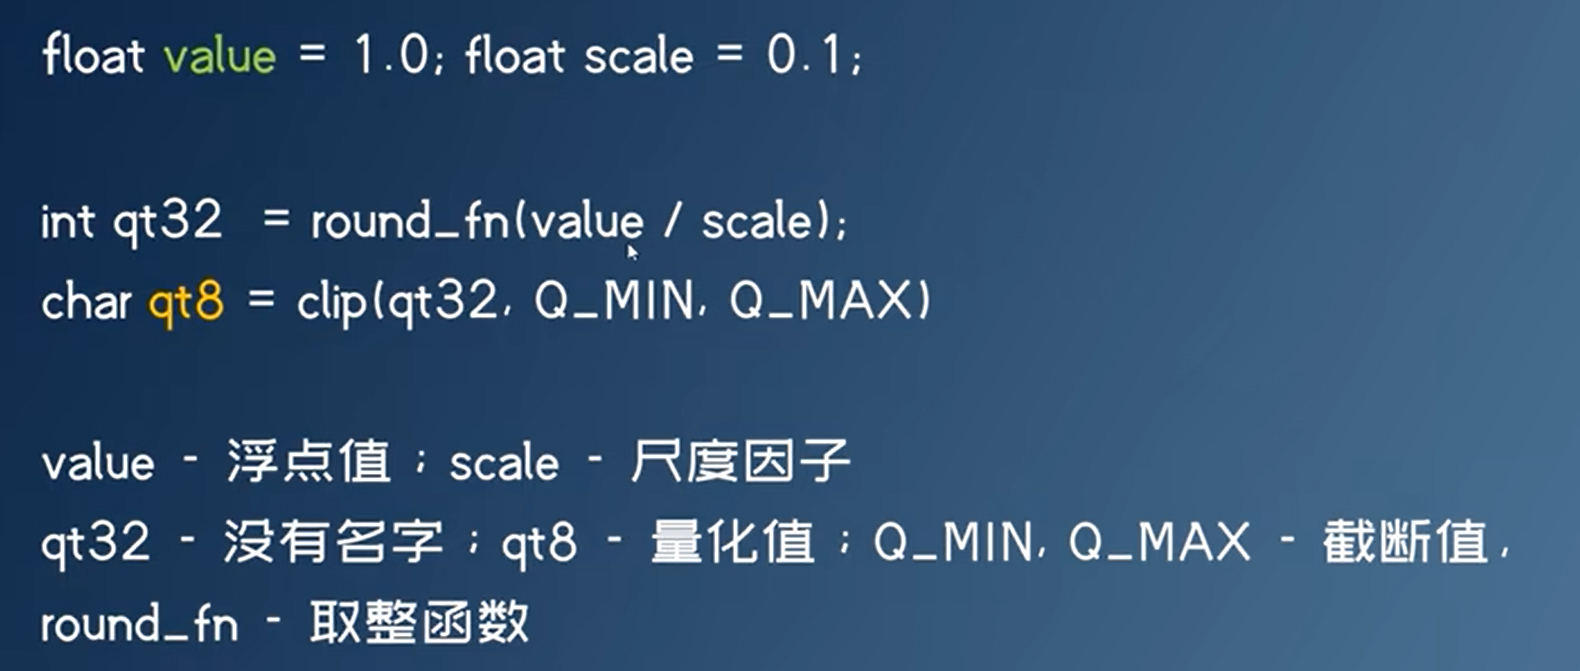 float value = 1.0; float scale = 0.1;
int qt32 = round_fn(value / scale);
char qt8 = clip(qt32, Q_MIN, Q_MAX)
value - 浮点值；scale - 尺度因子
qt32 - 没有名字；qt8 - 量化值；Q_MIN, Q_MAX - 截断值,
round_fn - 取整函数